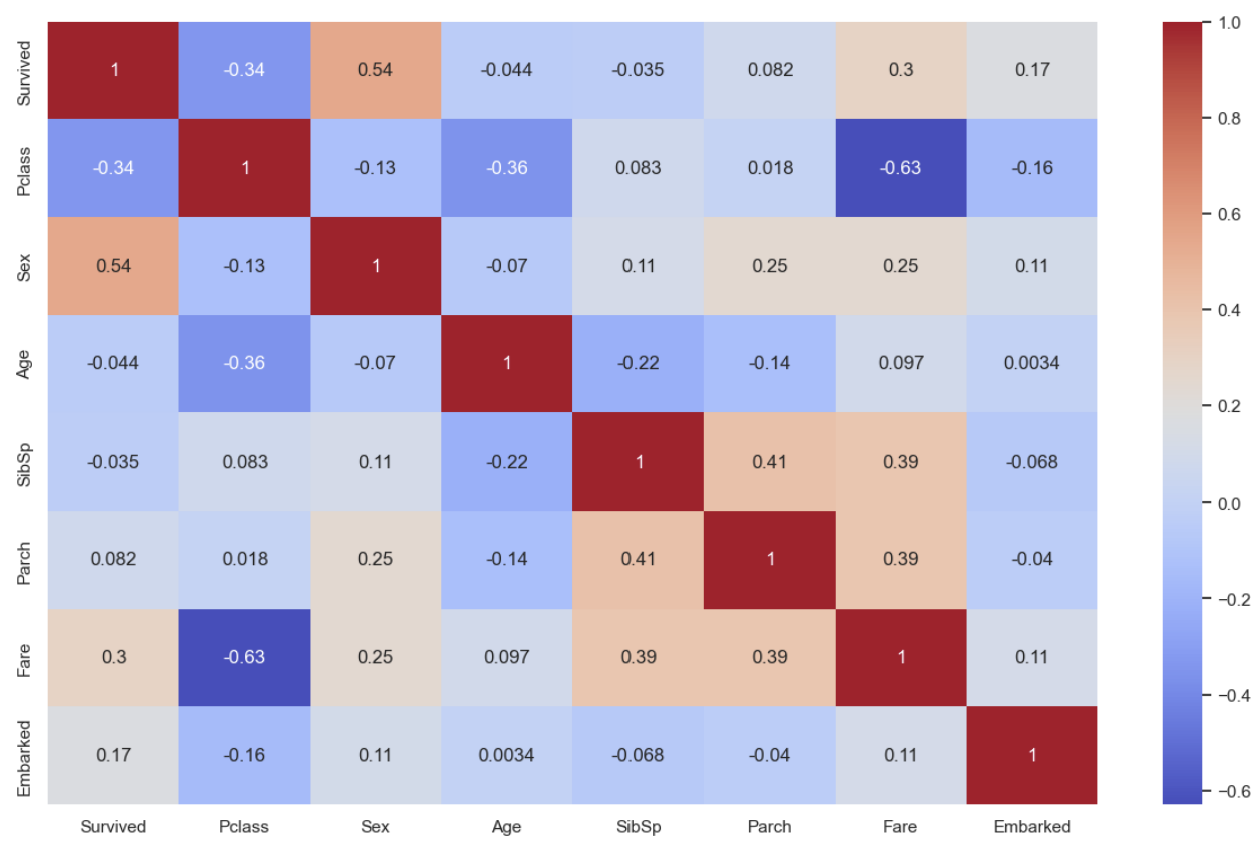 Survived 1 -0.34 0.54 -0.044 -0.035 0.082 0.3 0.17
Pclass -0.34 1 -0.13 -0.36 0.083 0.018 -0.63 -0.16
Sex 0.54 -0.13 1 -0.07 0.11 0.25 0.25 0.11
Age -0.044 -0.36 -0.07 1 -0.22 -0.14 0.097 0.0034
SibSp -0.035 0.083 0.11 -0.22 1 0.41 0.39 -0.068
Parch 0.082 0.018 0.25 -0.14 0.41 1 0.39 -0.04
Fare 0.3 -0.63 0.25 0.097 0.39 0.39 1 0.11
Embarked 0.17 -0.16 0.11 0.0034 -0.068 -0.04 0.11 1
Survived Pclass Sex Age SibSp Parch Fare Embarked
1.0
0.8
0.6
0.4
0.2
0.0
−0.2
−0.4
−0.6